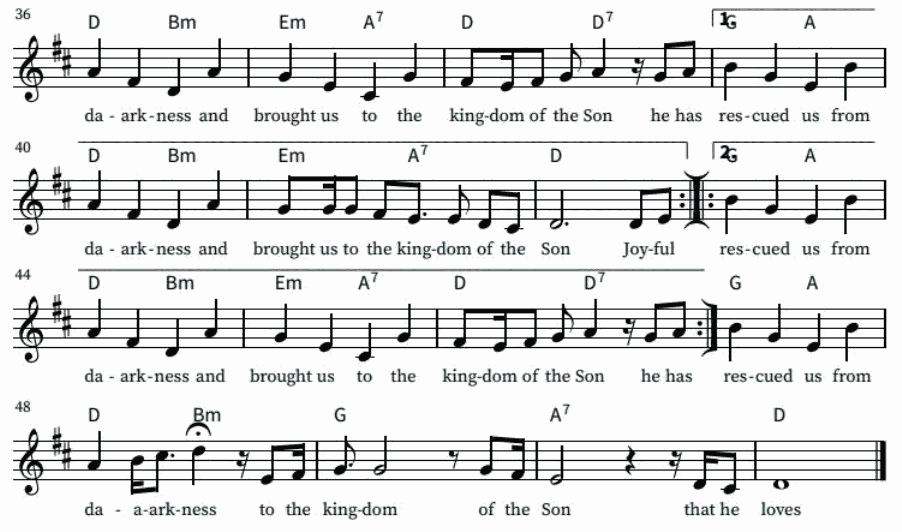 36 D Bm Em A7 D D7 1. G A
da - ark-ness and brought us to the king-dom of the Son he has res-cued us from
40 D Bm Em A7 D 2. G A
da - ark-ness and brought us to the king-dom of the Son Joy-ful res-cued us from
44 D Bm Em A7 D D7 G A
da - ark-ness and brought us to the king-dom of the Son he has res-cued us from
48 D Bm G A7 D
da - a-ark-ness to the king-dom of the Son that he loves